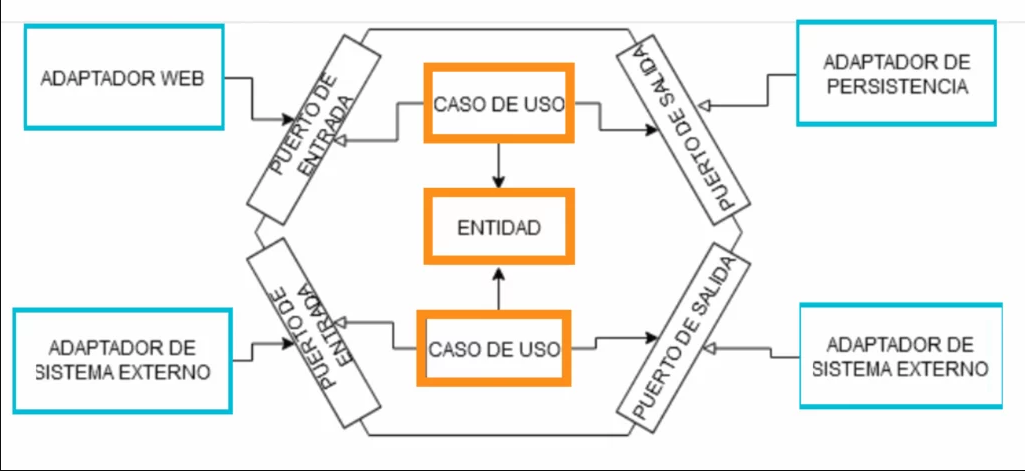 ADAPTADOR WEB
PUERTO DE
ENTRADA
CASO DE USO
PUERTO DE SALIDA
ADAPTADOR DE
PERSISTENCIA
ENTIDAD
ADAPTADOR DE
SISTEMA EXTERNO
PUERTO DE
ENTRADA
CASO DE USO
PUERTO DE SALIDA
ADAPTADOR DE
SISTEMA EXTERNO